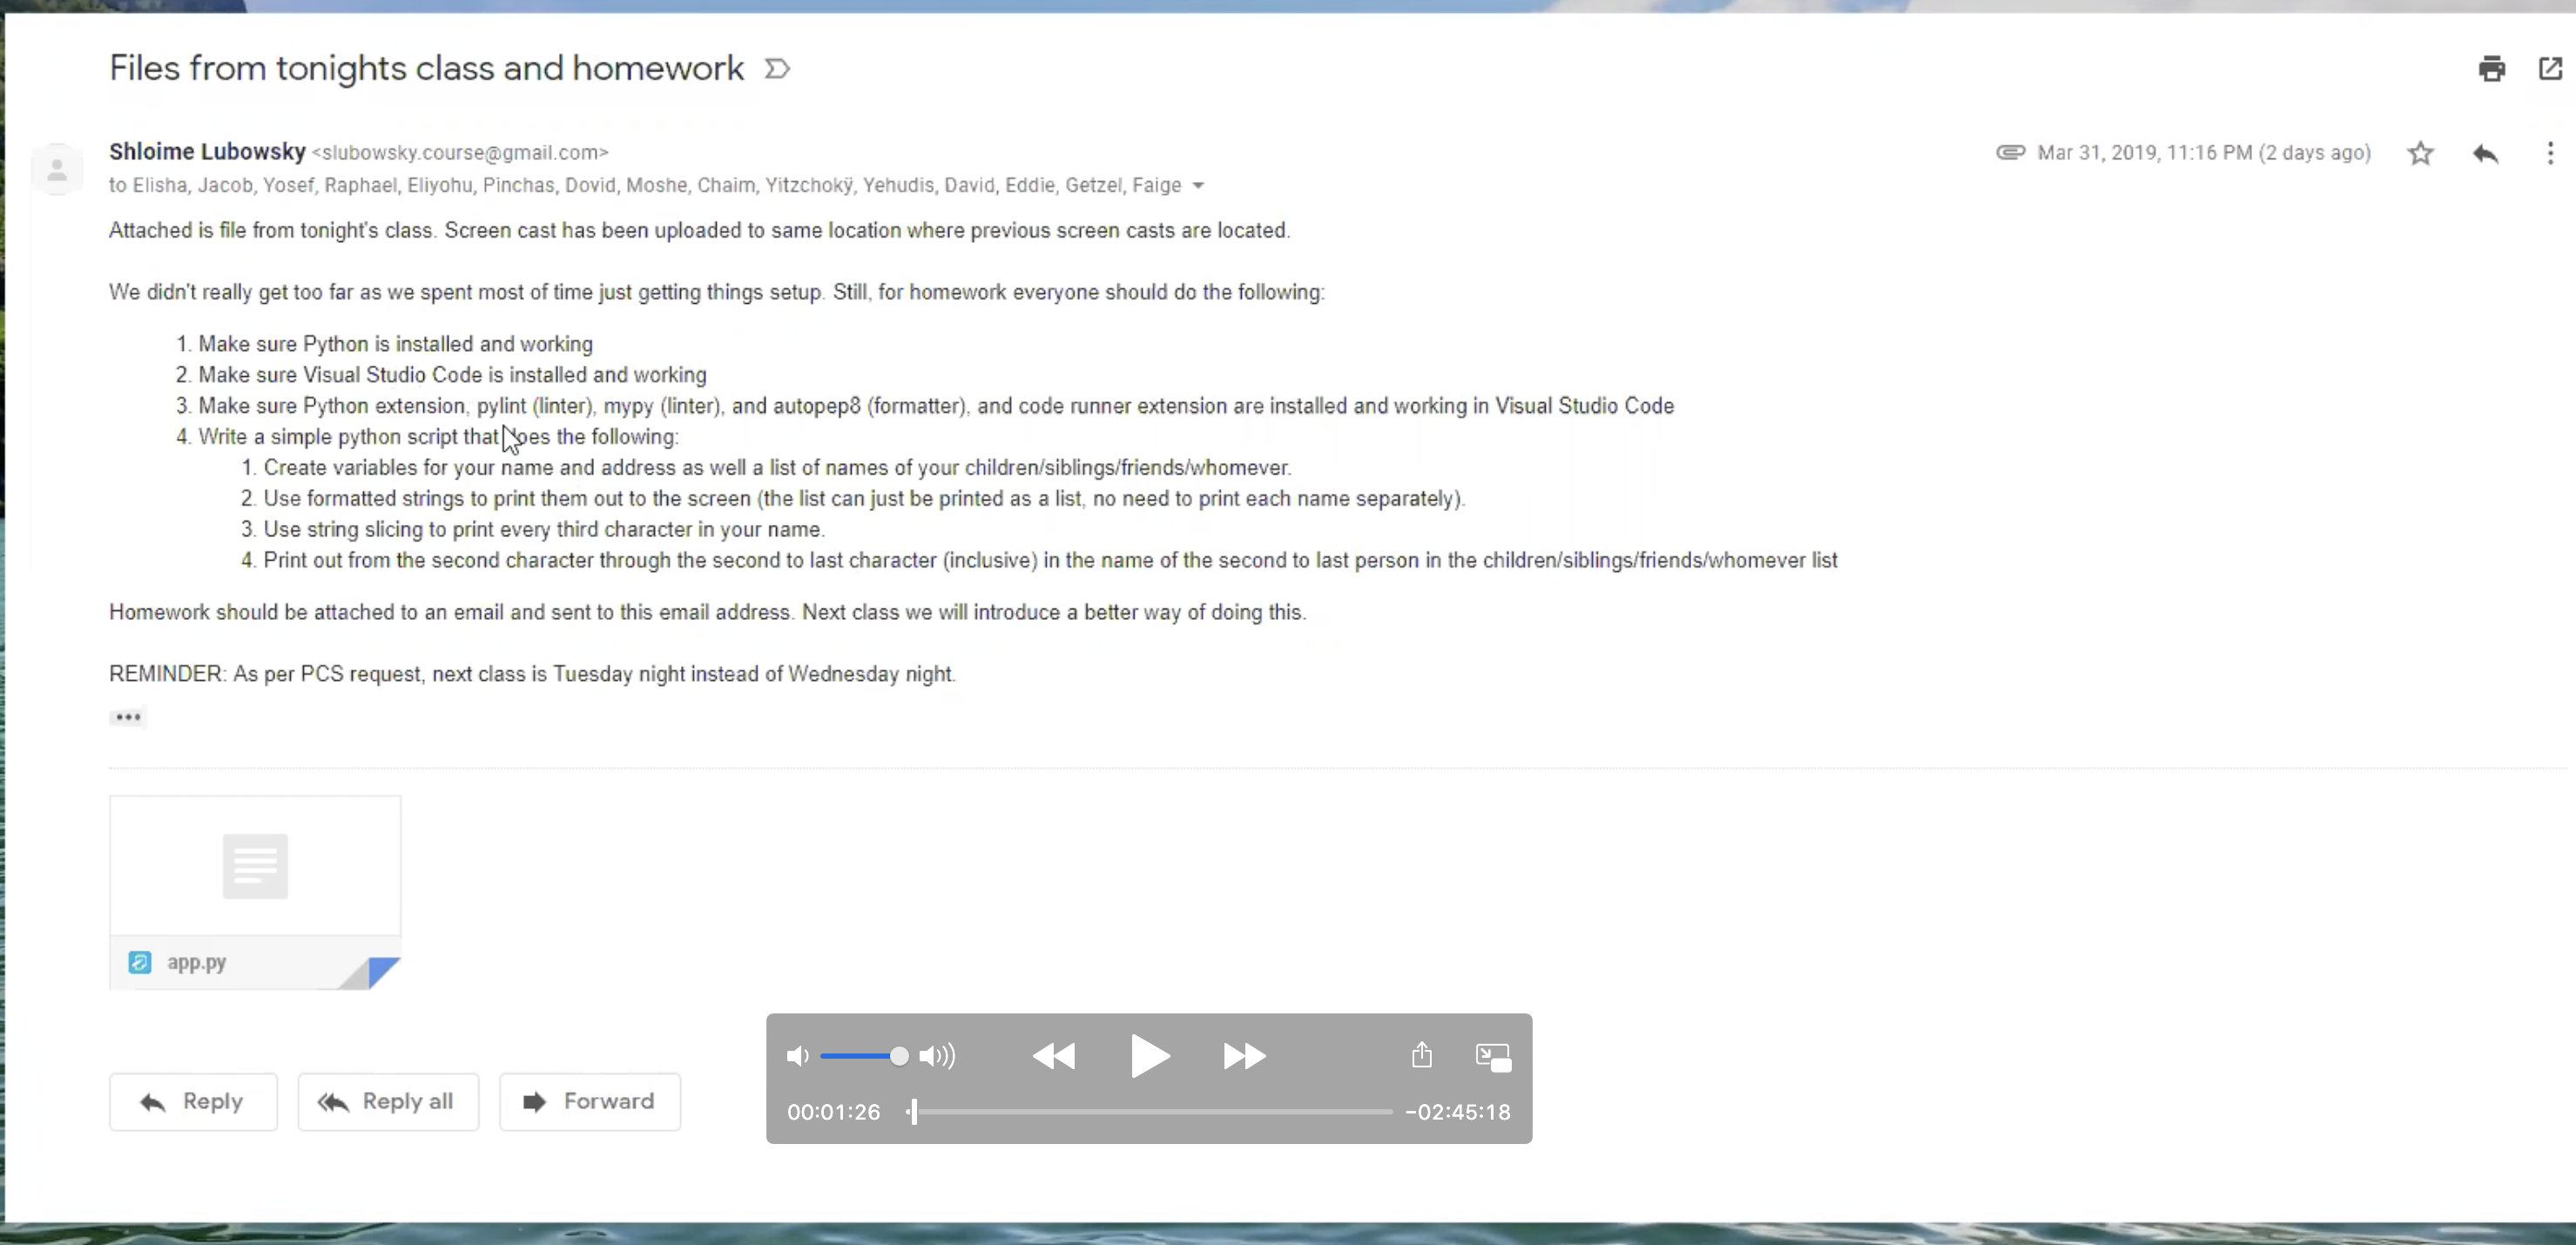 Files from tonights class and homework
Shloime Lubowsky <slubowsky.course@gmail.com>
Mar 31, 2019, 11:16 PM (2 days ago)
to Elisha, Jacob, Yosef, Raphael, Eliyohu, Pinchas, Dovid, Moshe, Chaim, Yitzchokÿ, Yehudis, David, Eddie, Getzel, Faige
Attached is file from tonight's class. Screen cast has been uploaded to same location where previous screen casts are located.
We didn't really get too far as we spent most of time just getting things setup. Still, for homework everyone should do the following:
1. Make sure Python is installed and working
2. Make sure Visual Studio Code is installed and working
3. Make sure Python extension, pylint (linter), mypy (linter), and autopep8 (formatter), and code runner extension are installed and working in Visual Studio Code
4. Write a simple python script that does the following:
1. Create variables for your name and address as well a list of names of your children/siblings/friends/whomever.
2. Use formatted strings to print them out to the screen (the list can just be printed as a list, no need to print each name separately).
3. Use string slicing to print every third character in your name.
4. Print out from the second character through the second to last character (inclusive) in the name of the second to last person in the children/siblings/friends/whomever list
Homework should be attached to an email and sent to this email address. Next class we will introduce a better way of doing this.
REMINDER: As per PCS request, next class is Tuesday night instead of Wednesday night.
app.py
Reply
Reply all
Forward
00:01:26
-02:45:18